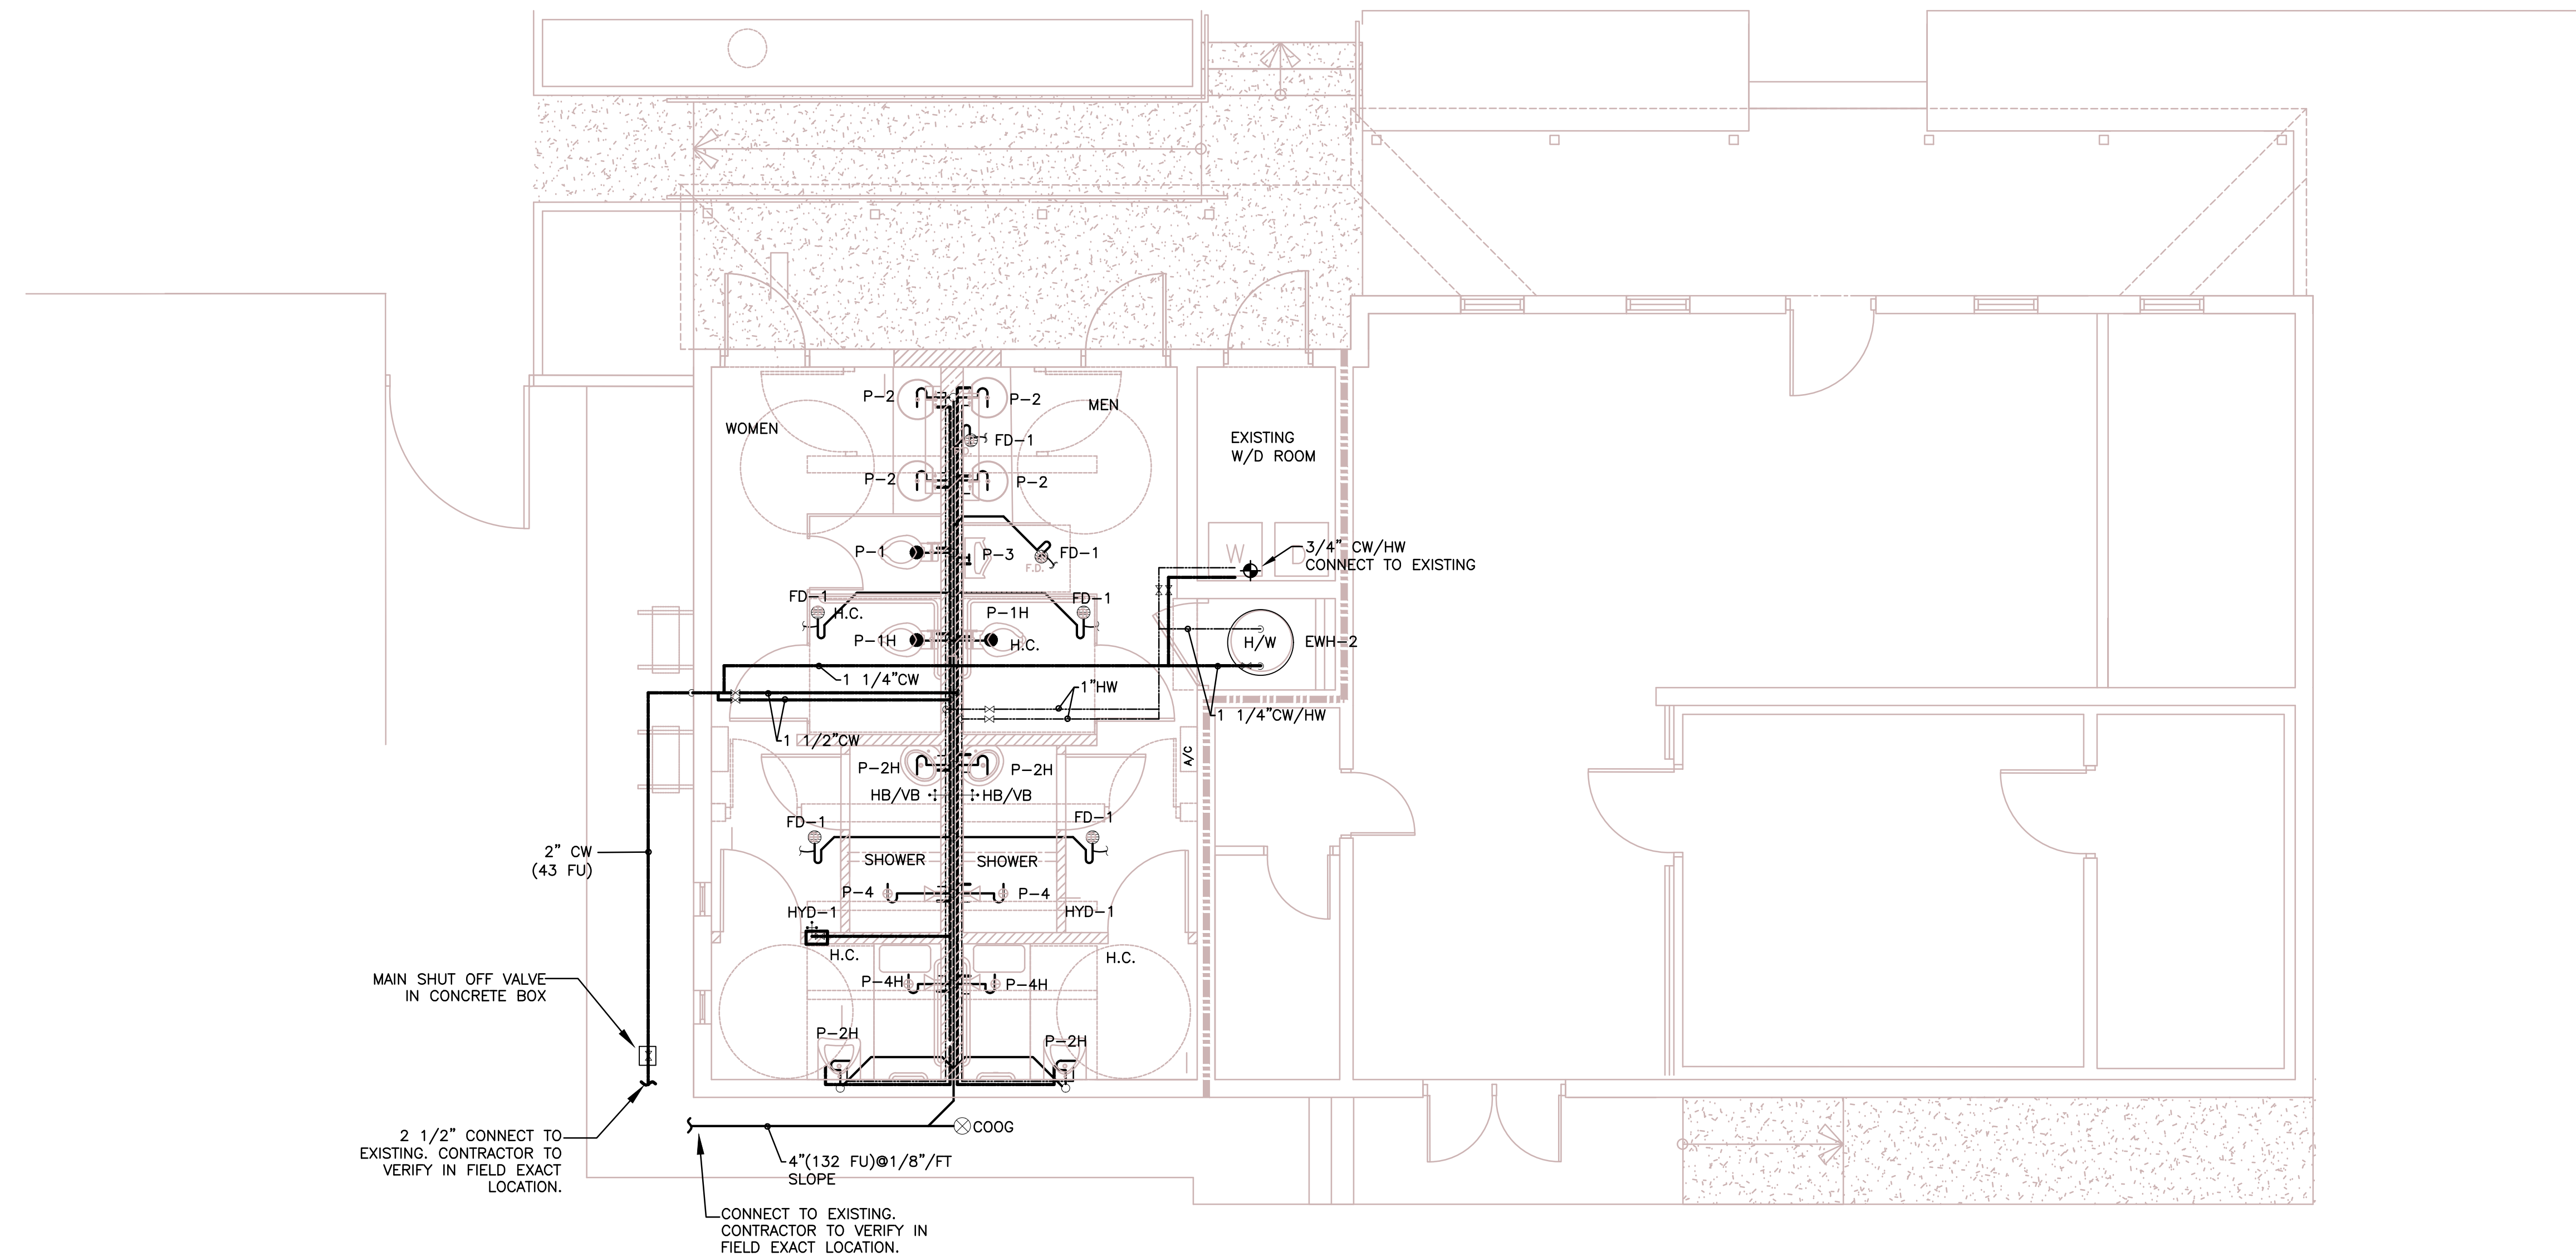 P-2
P-2
MEN
WOMEN
FD-1
EXISTING
W/D ROOM
P-2
P-2
P-1
P-3
FD-1
F.D.
W
D
3/4" CW/HW
CONNECT TO EXISTING
FD-1
H.C.
P-1H
FD-1
P-1H
H.C.
H/W
EWH-2
1 1/4"CW
1"HW
1 1/4"CW/HW
1 1/2"CW
A/C
P-2H
P-2H
HB/VB
HB/VB
FD-1
FD-1
2" CW
(43 FU)
SHOWER
SHOWER
P-4
P-4
HYD-1
HYD-1
H.C.
H.C.
MAIN SHUT OFF VALVE
IN CONCRETE BOX
P-4H
P-4H
P-2H
P-2H
COOG
2 1/2" CONNECT TO
EXISTING. CONTRACTOR TO
VERIFY IN FIELD EXACT
LOCATION.
4"(132 FU)@1/8"/FT
SLOPE
CONNECT TO EXISTING.
CONTRACTOR TO VERIFY IN
FIELD EXACT LOCATION.